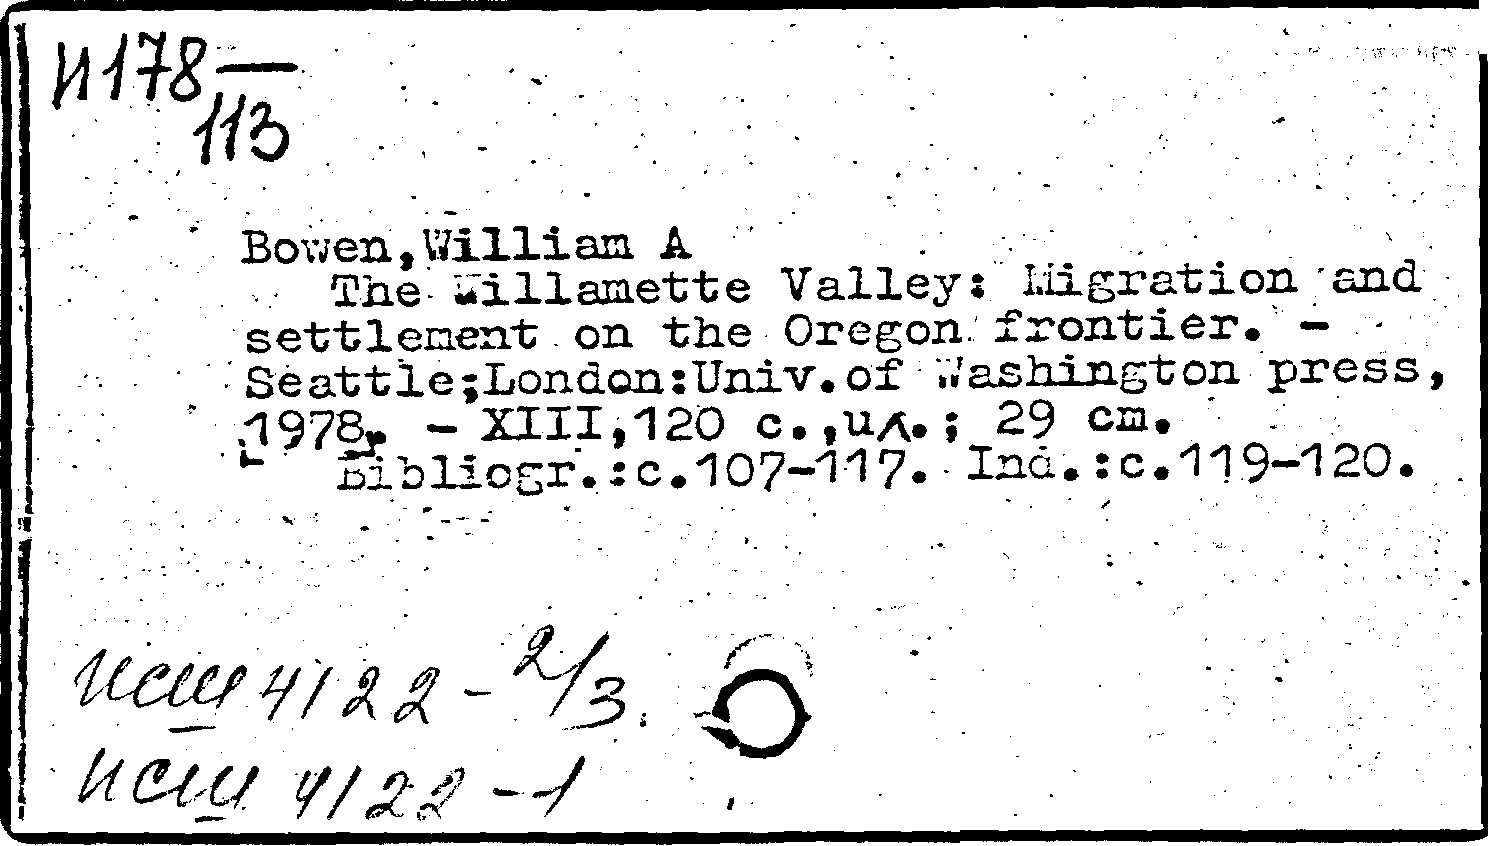 И178
113
Bowen,William A
The Willamette Valley: Migration and
settlement on the Oregon frontier. –
Seattle;London:Univ.of Washington press,
1978. – XIII,120 с.,ил.; 29 cm.
Bibliogr.:с.107–117. Ind.:с.119–120.
исш 4122-2/3.
исш 4122-1